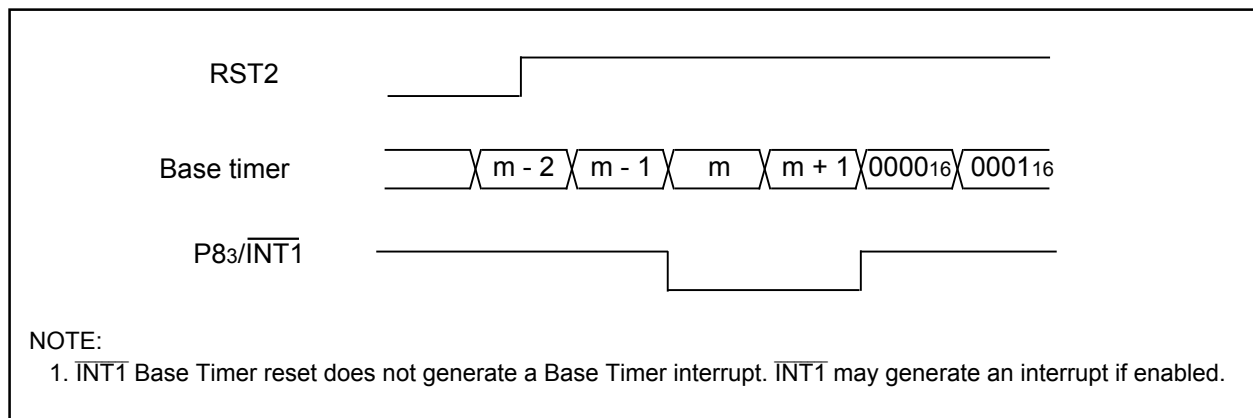 RST2
Base timer
m - 2 m - 1 m m + 1 000016 000116
P83/INT1
NOTE:
1. INT1 Base Timer reset does not generate a Base Timer interrupt. INT1 may generate an interrupt if enabled.